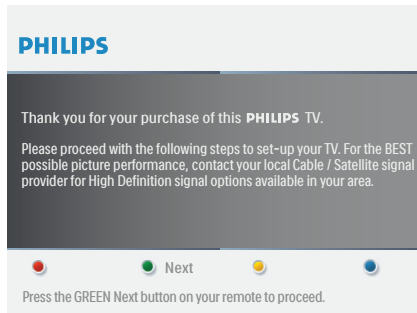 PHILIPS
Thank you for your purchase of this PHILIPS TV.
Please proceed with the following steps to set-up your TV. For the BEST
possible picture performance, contact your local Cable / Satellite signal
provider for High Definition signal options available in your area.
Next
Press the GREEN Next button on your remote to proceed.